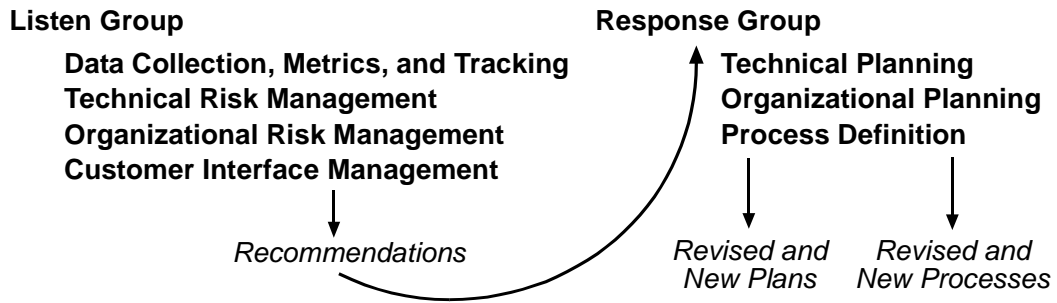 Listen Group
Data Collection, Metrics, and Tracking
Technical Risk Management
Organizational Risk Management
Customer Interface Management
Recommendations
Response Group
Technical Planning
Organizational Planning
Process Definition
Revised and
New Plans
Revised and
New Processes